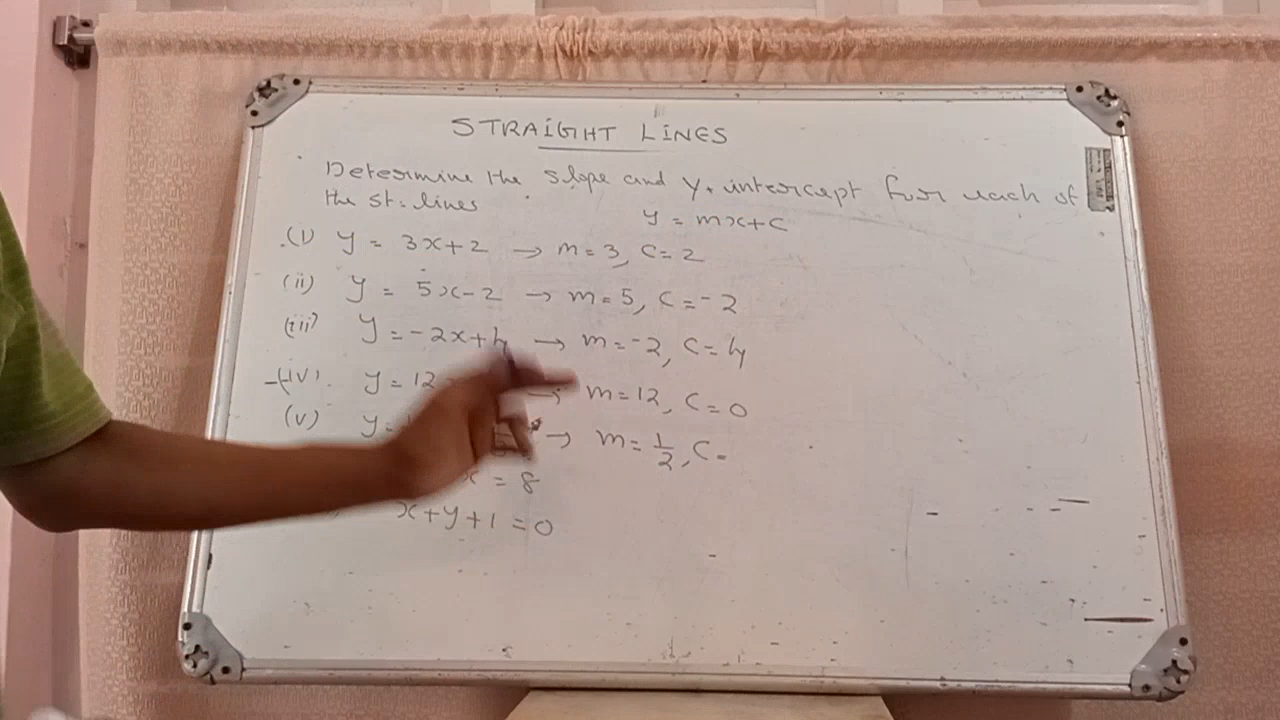 STRAIGHT LINES
Determine the slope and y-intercept for each of
the st. lines
y = mx+c
(i) y = 3x+2 → m=3, c=2
(ii) y = 5x-2 → m=5, c=-2
(iii) y = -2x+4 → m=-2, c=4
(iv) y = 12 → m=12, c=0
(v) y = → m=1/2, c=
x = 8
x+y+1 = 0